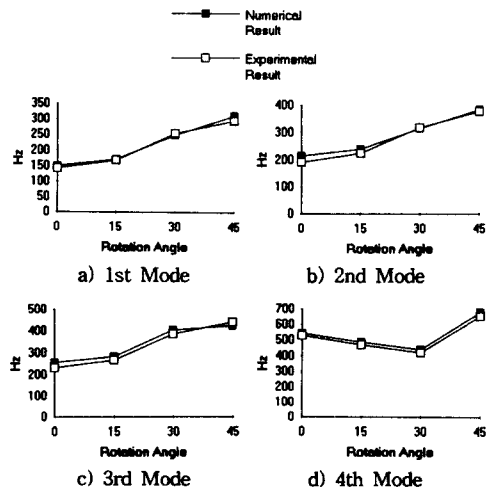 Numerical
Result
Experimental
Result
350
300
250
200
150
100
50
0
Hz
0 15 30 45
Rotation Angle
a) 1st Mode
400
300
200
100
0
Hz
0 15 30 45
Rotation Angle
b) 2nd Mode
500
400
300
200
100
0
Hz
0 15 30 45
Rotation Angle
c) 3rd Mode
700
600
500
400
300
200
100
0
Hz
0 15 30 45
Rotation Angle
d) 4th Mode